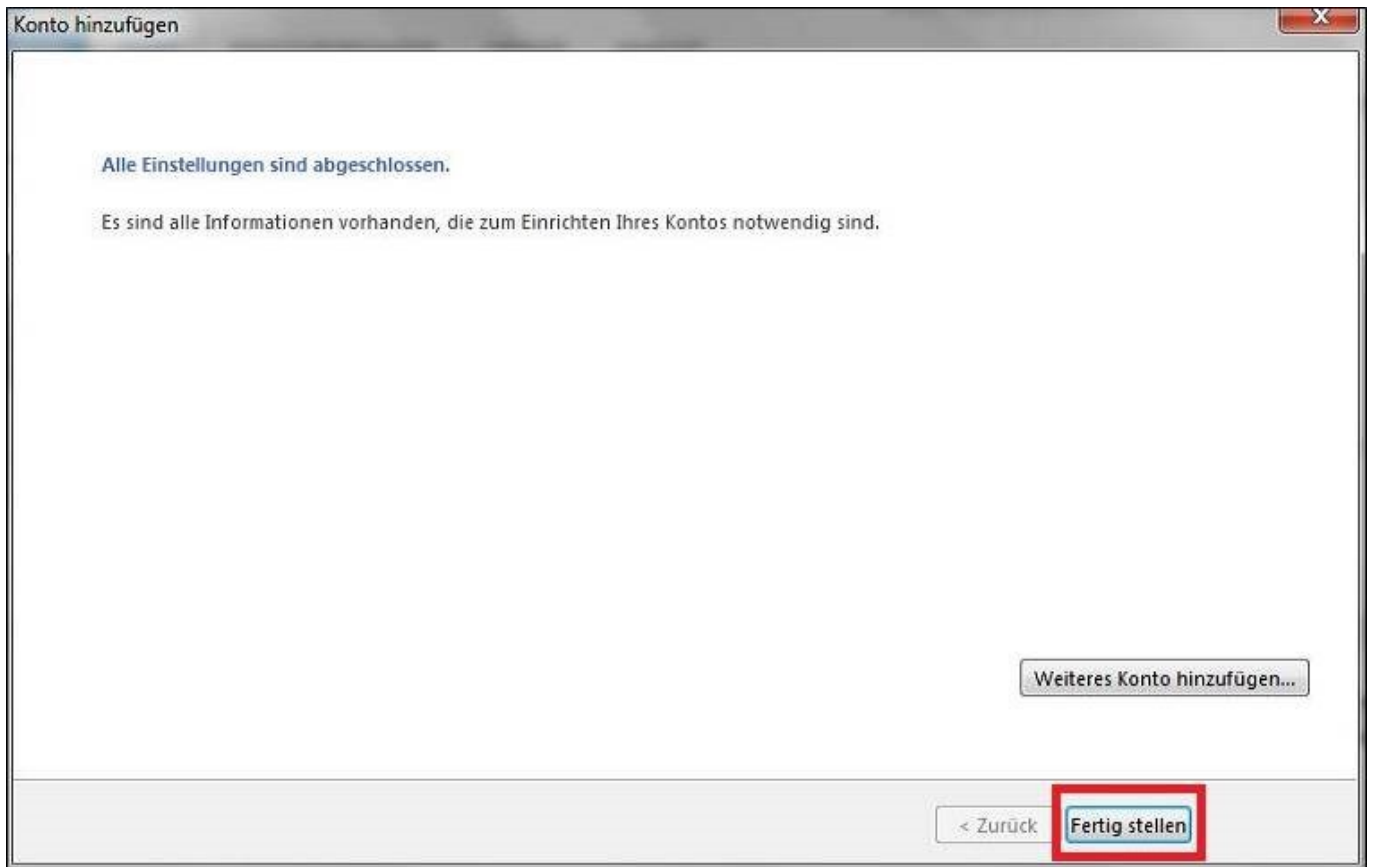 Konto hinzufügen
Alle Einstellungen sind abgeschlossen.
Es sind alle Informationen vorhanden, die zum Einrichten Ihres Kontos notwendig sind.
Weiteres Konto hinzufügen...
< Zurück
Fertig stellen